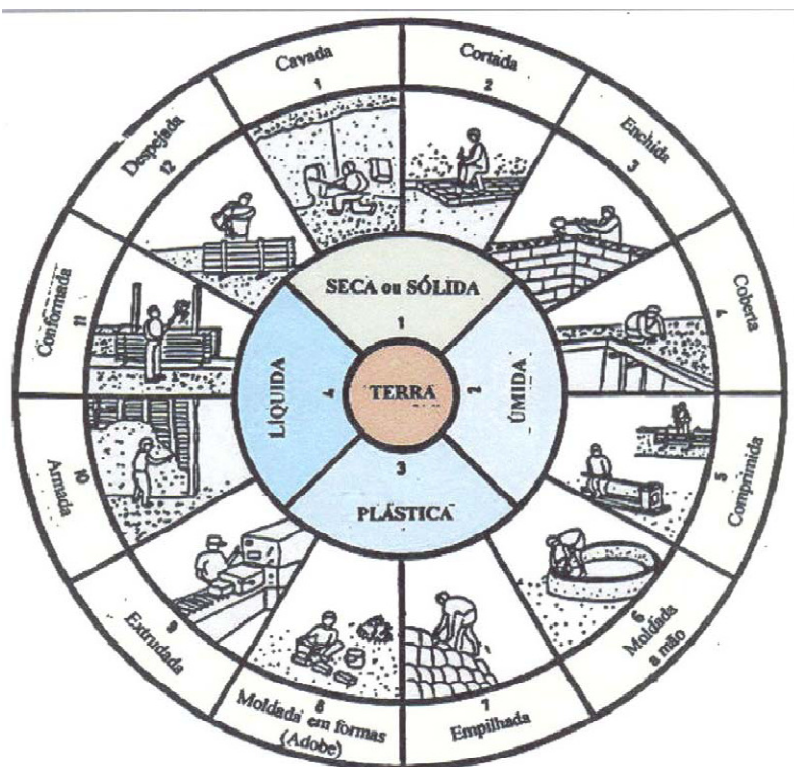 Cavada
1
Cortada
2
Enchida
3
Coberta
4
Comprimida
5
Moldada
a mão
6
Empilhada
7
Moldada em formas
(Adobe)
8
Extrudada
9
Armada
10
Conformada
11
Despejada
12
SECA ou SÓLIDA
1
ÚMIDA
2
3
PLÁSTICA
LÍQUIDA
4
TERRA